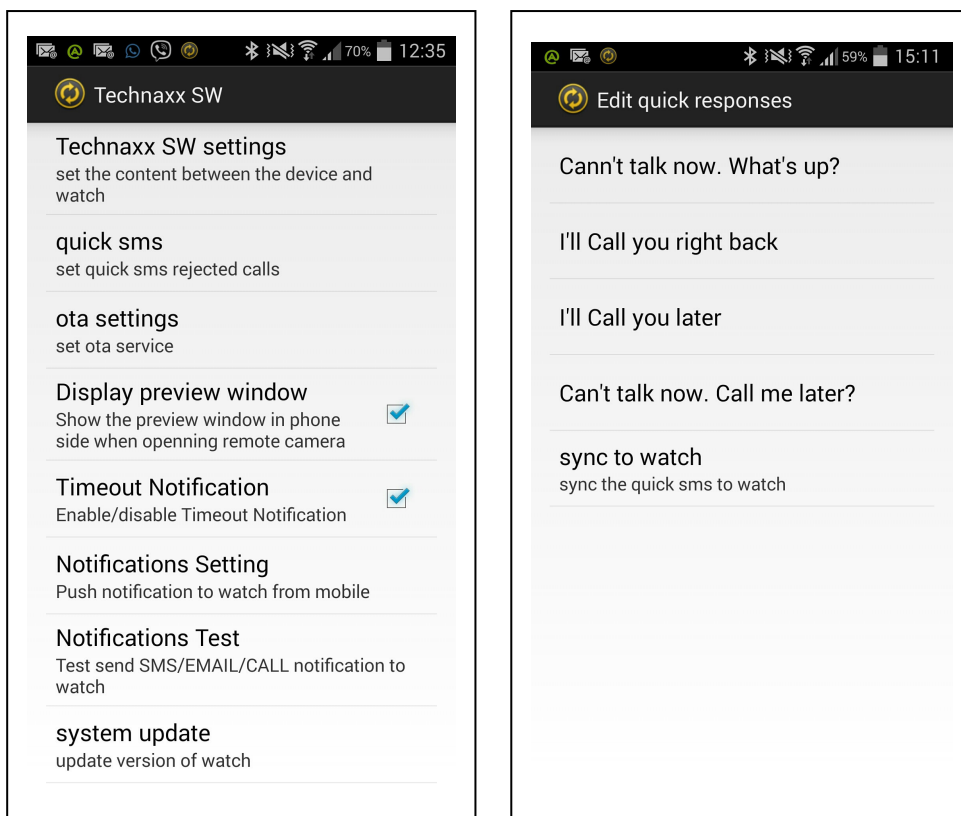 70% 12:35
Technaxx SW
Technaxx SW settings
set the content between the device and
watch
quick sms
set quick sms rejected calls
ota settings
set ota service
Display preview window
Show the preview window in phone
side when openning remote camera
Timeout Notification
Enable/disable Timeout Notification
Notifications Setting
Push notification to watch from mobile
Notifications Test
Test send SMS/EMAIL/CALL notification to
watch
system update
update version of watch
59% 15:11
Edit quick responses
Cann't talk now. What's up?
I'll Call you right back
I'll Call you later
Can't talk now. Call me later?
sync to watch
sync the quick sms to watch